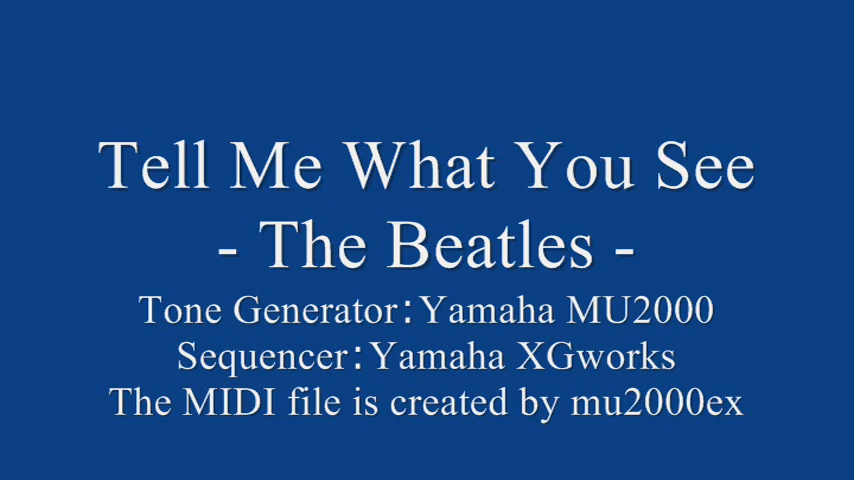 Tell Me What You See
- The Beatles -
Tone Generator：Yamaha MU2000
Sequencer：Yamaha XGworks
The MIDI file is created by mu2000ex